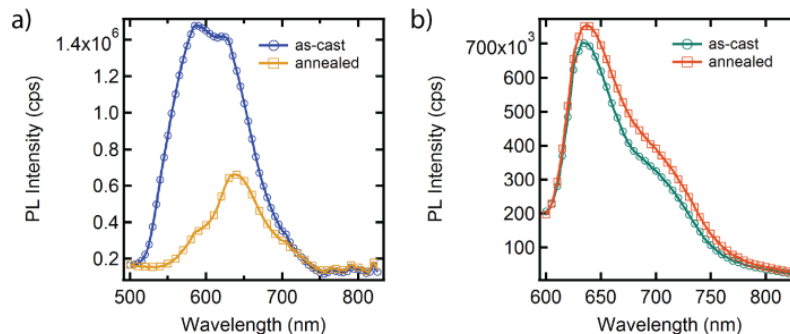 a)
1.4x10⁶
1.2
1.0
0.8
0.6
0.4
0.2
PL Intensity (cps)
as-cast
annealed
500
600
700
800
Wavelength (nm)
b)
700x10³
600
500
400
300
200
100
PL Intensity (cps)
as-cast
annealed
600
650
700
750
800
Wavelength (nm)